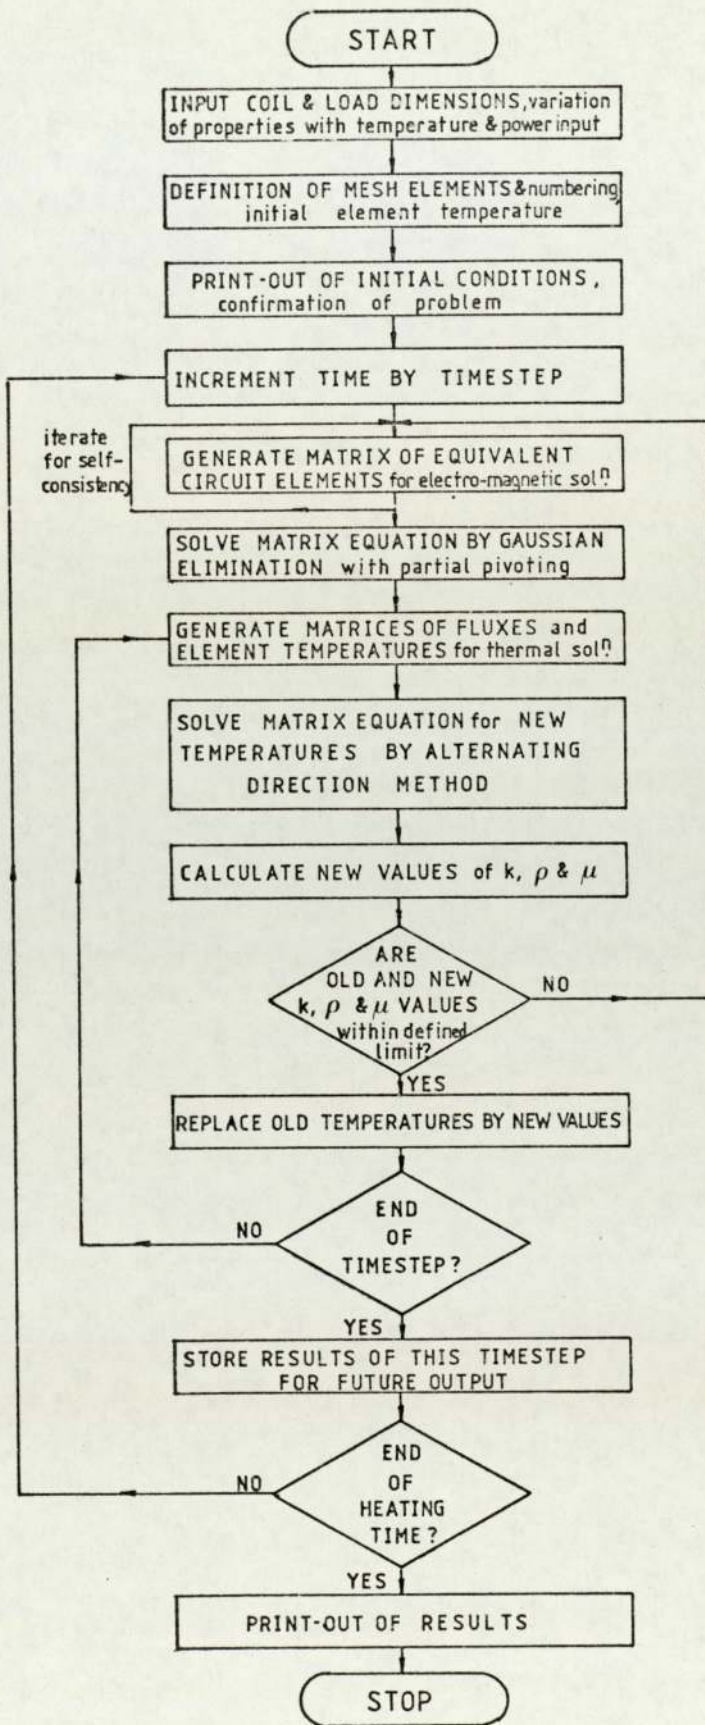 START
INPUT COIL & LOAD DIMENSIONS, variation
of properties with temperature & power input
DEFINITION OF MESH ELEMENTS & numbering,
initial element temperature
PRINT-OUT OF INITIAL CONDITIONS,
confirmation of problem
INCREMENT TIME BY TIMESTEP
iterate
for self-
consistency
GENERATE MATRIX OF EQUIVALENT
CIRCUIT ELEMENTS for electro-magnetic solⁿ.
SOLVE MATRIX EQUATION BY GAUSSIAN
ELIMINATION with partial pivoting
GENERATE MATRICES OF FLUXES and
ELEMENT TEMPERATURES for thermal solⁿ.
SOLVE MATRIX EQUATION for NEW
TEMPERATURES BY ALTERNATING
DIRECTION METHOD
CALCULATE NEW VALUES of k, ρ & μ
ARE
OLD AND NEW
k, ρ & μ VALUES
within defined
limit?
NO
YES
REPLACE OLD TEMPERATURES BY NEW VALUES
NO
END
OF
TIMESTEP?
YES
STORE RESULTS OF THIS TIMESTEP
FOR FUTURE OUTPUT
NO
END
OF
HEATING
TIME?
YES
PRINT-OUT OF RESULTS
STOP